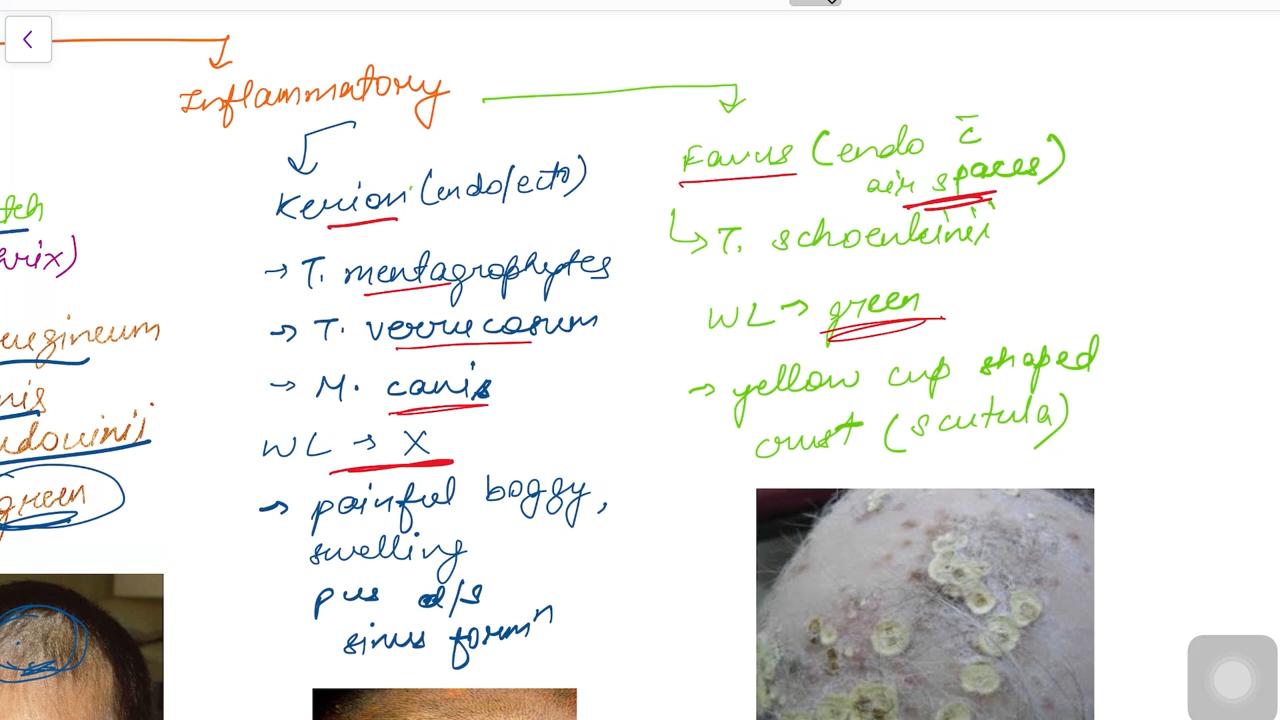 Inflammatory
Kerion (endo/ecto)
→ T. mentagrophytes
→ T. verrucosum
→ M. canis
WL → X
→ painful boggy,
swelling
pus d/s
sinus formⁿ
Favus (endo c̄
air spaces)
↳ T. schoenleinii
WL → green
→ yellow cup shaped
crust (scutula)
green